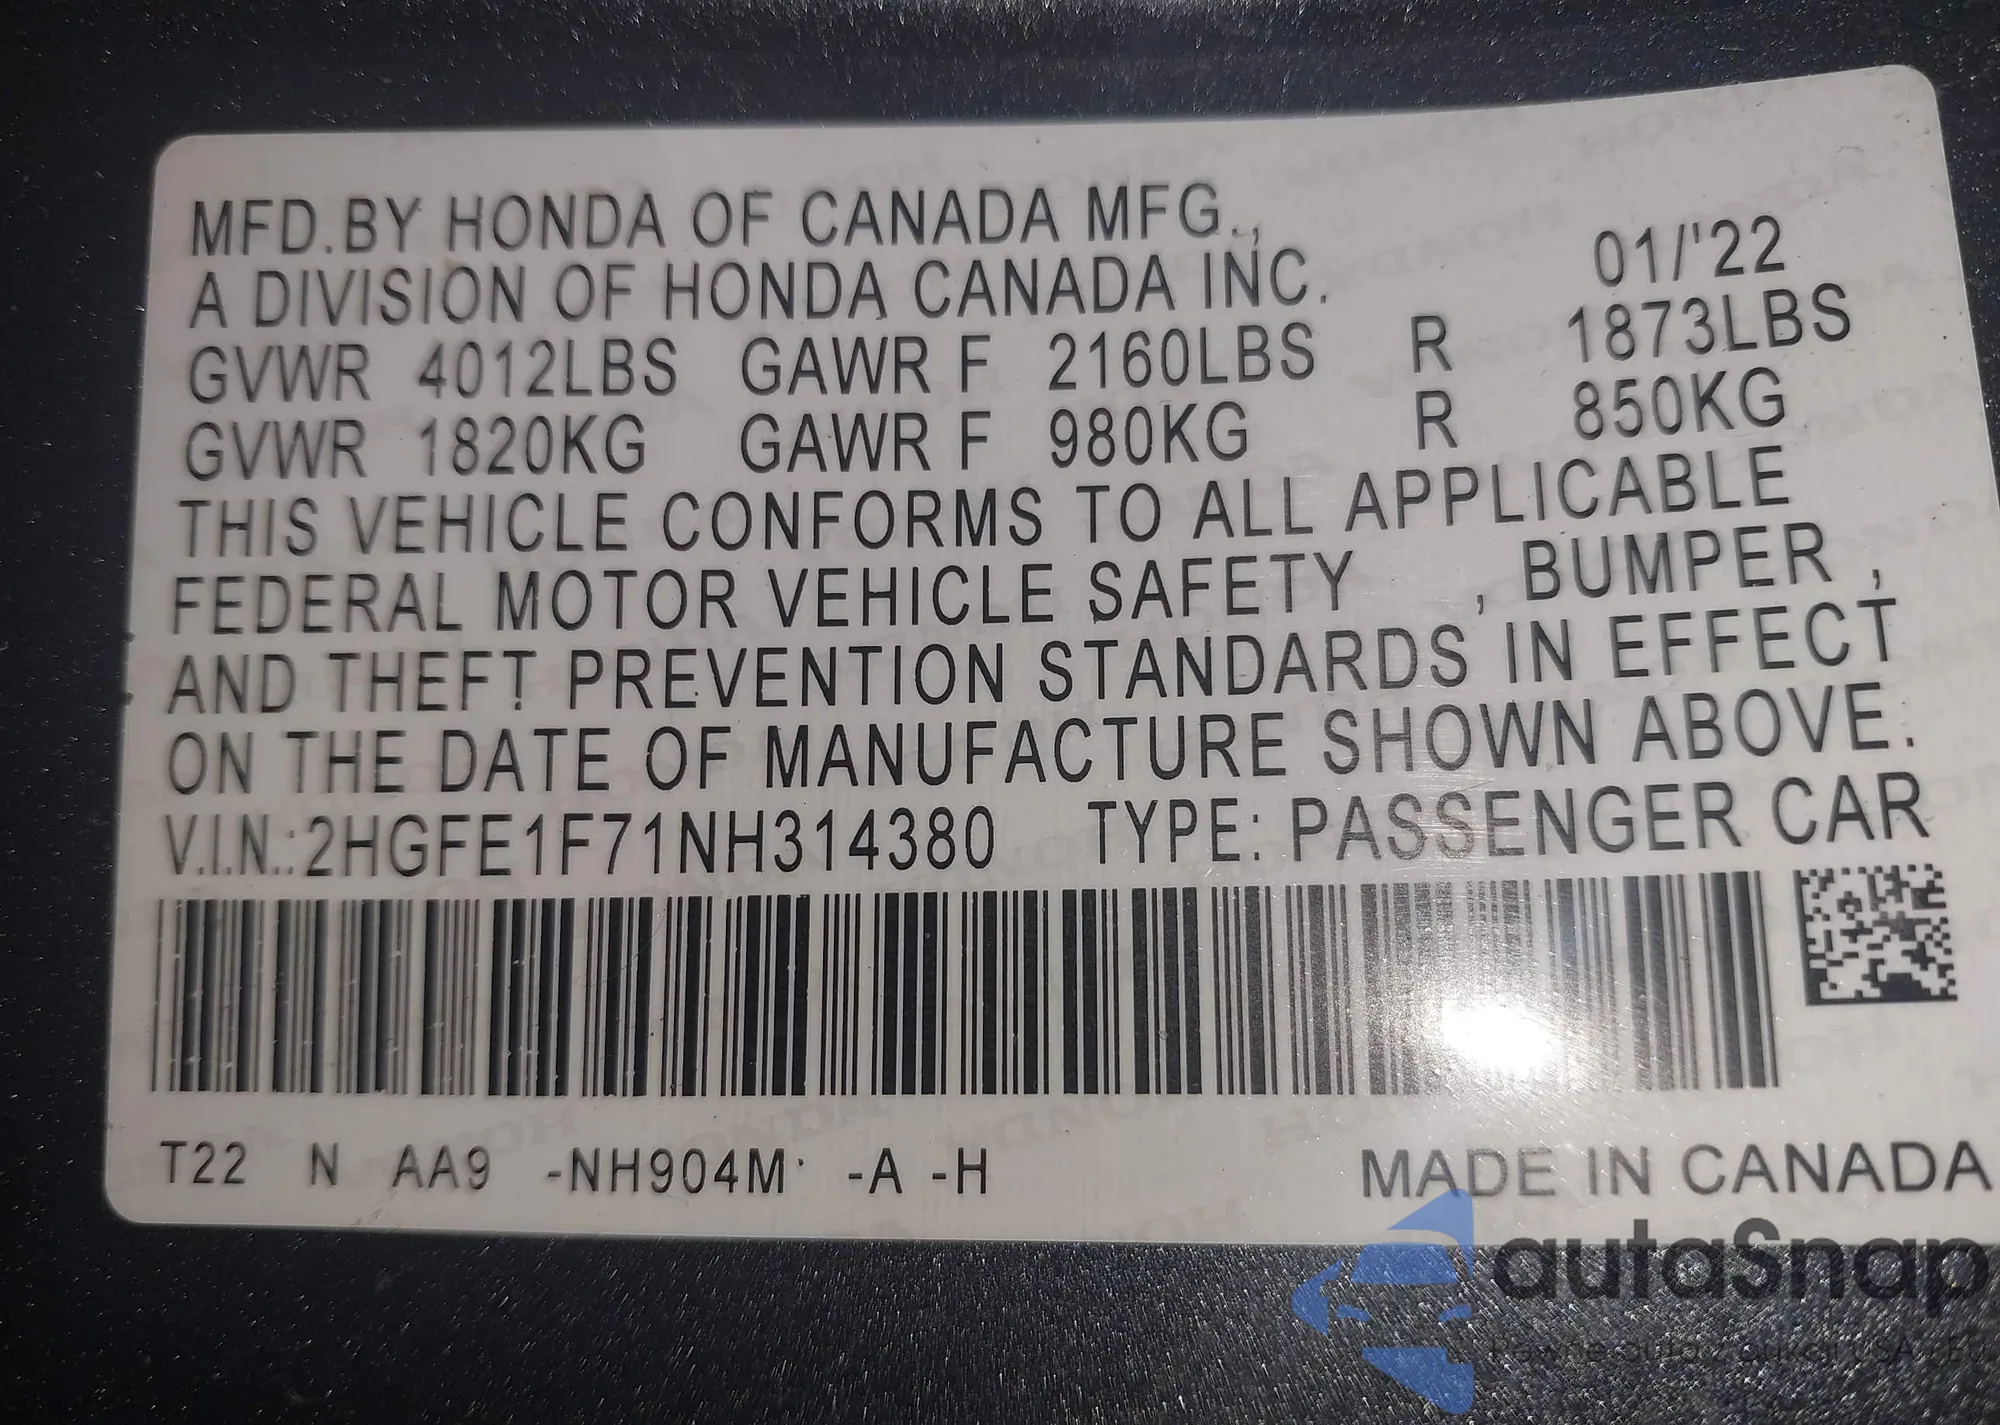 MFD.BY HONDA OF CANADA MFG.,
A DIVISION OF HONDA CANADA INC. 01/'22
GVWR 4012LBS GAWR F 2160LBS R 1873LBS
GVWR 1820KG GAWR F 980KG R 850KG
THIS VEHICLE CONFORMS TO ALL APPLICABLE
FEDERAL MOTOR VEHICLE SAFETY , BUMPER ,
AND THEFT PREVENTION STANDARDS IN EFFECT
ON THE DATE OF MANUFACTURE SHOWN ABOVE.
V.I.N.:2HGFE1F71NH314380 TYPE: PASSENGER CAR
T22 N AA9 -NH904M -A -H MADE IN CANADA
autaSnap
Pewne auta z